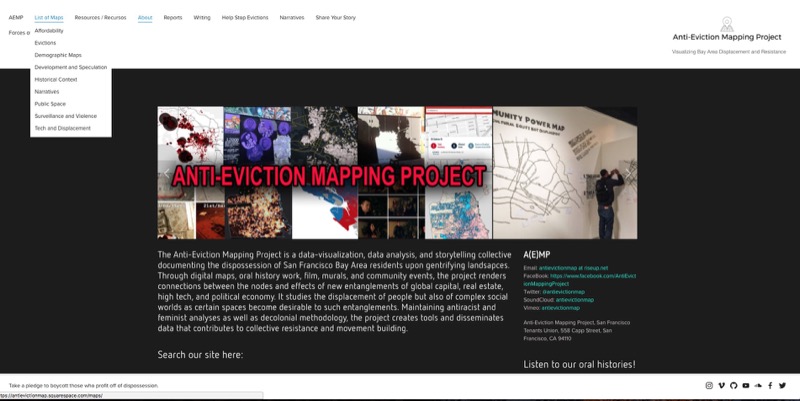 AEMP List of Maps Resources / Recursos About Reports Writing Help Stop Evictions Narratives Share Your Story
Forces o
Affordability
Evictions
Demographic Maps
Development and Speculation
Historical Context
Narratives
Public Space
Surveillance and Violence
Tech and Displacement
Anti-Eviction Mapping Project
Visualizing Bay Area Displacement and Resistance
MUNITY POWER MAP
ANTI-EVICTION MAPPING PROJECT
The Anti-Eviction Mapping Project is a data-visualization, data analysis, and storytelling collective
documenting the dispossession of San Francisco Bay Area residents upon gentrifying landsacpes.
Through digital maps, oral history work, film, murals, and community events, the project renders
connections between the nodes and effects of new entanglements of global capital, real estate,
high tech, and political economy. It studies the displacement of people but also of complex social
worlds as certain spaces become desirable to such entanglements. Maintaining antiracist and
feminist analyses as well as decolonial methodology, the project creates tools and disseminates
data that contributes to collective resistance and movement building.
Search our site here:
A(E)MP
Email: antievictionmap at riseup.net
FaceBook: https://www.facebook.com/AntiEvict
ionMappingProject
Twitter: @antievictionmap
SoundCloud: antievictionmap
Vimeo: antievictionmap
Anti-Eviction Mapping Project, San Francisco
Tenants Union, 558 Capp Street, San
Francisco, CA 94110
Listen to our oral histories!
Take a pledge to boycott those who profit off of dispossession.
tps://antievictionmap.squarespace.com/maps/